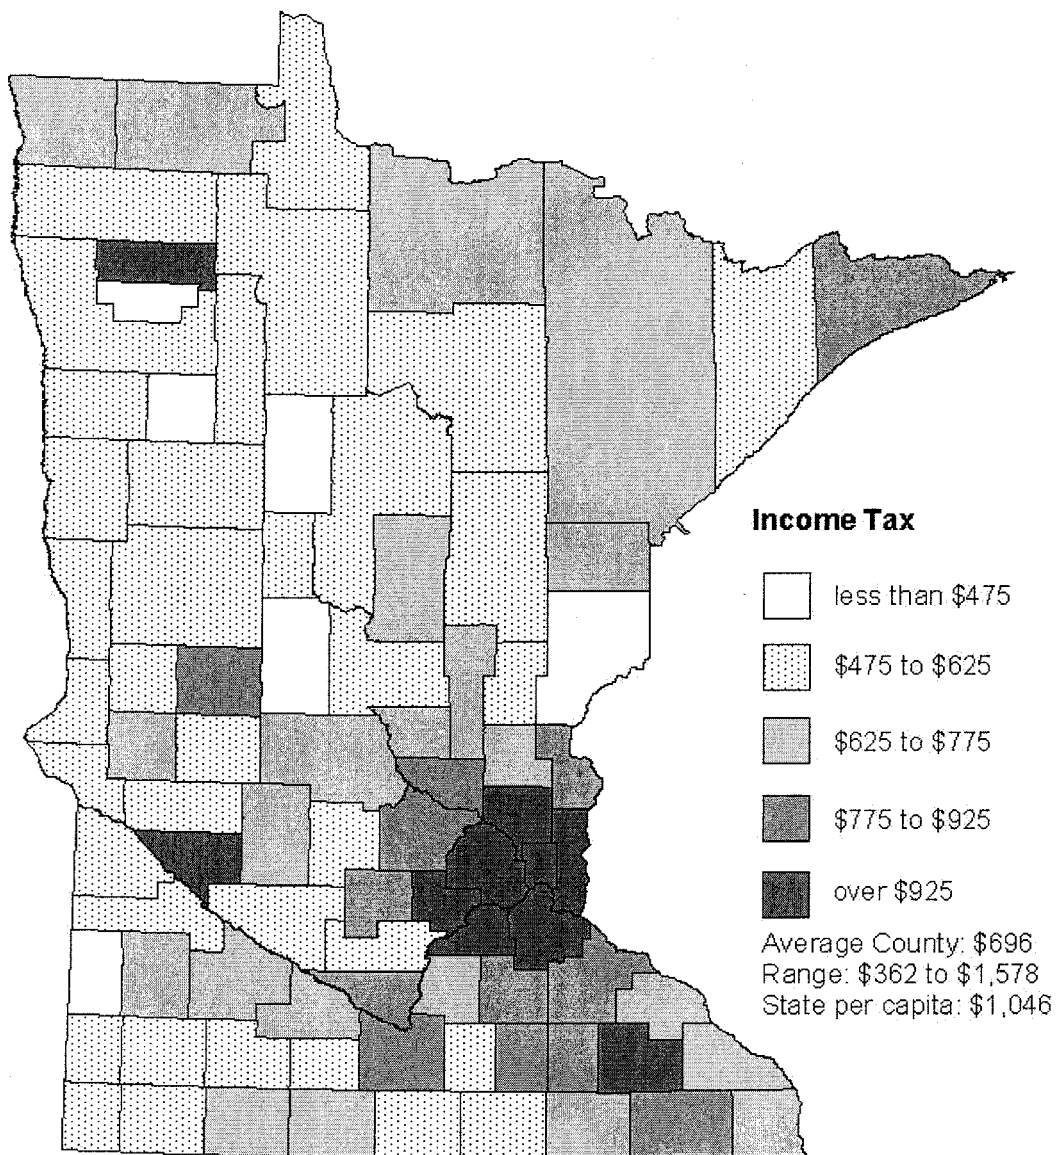 Income Tax
less than $475
$475 to $625
$625 to $775
$775 to $925
over $925
Average County: $696
Range: $362 to $1,578
State per capita: $1,046